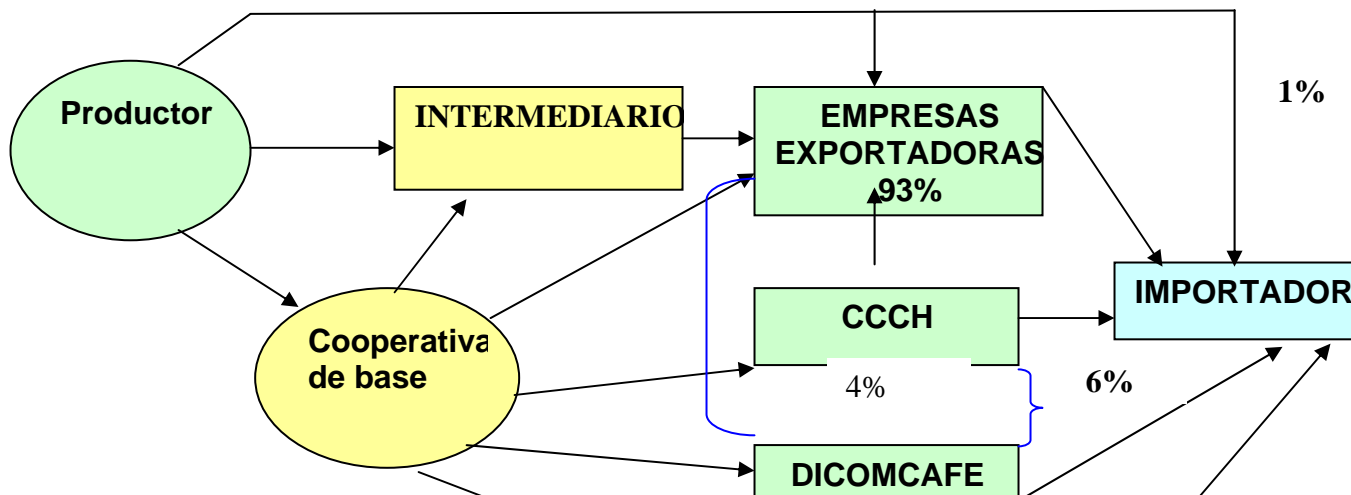 Productor
INTERMEDIARIO
EMPRESAS
EXPORTADORAS
93%
1%
IMPORTADOR
CCCH
Cooperativa
de base
4%
6%
DICOMCAFE